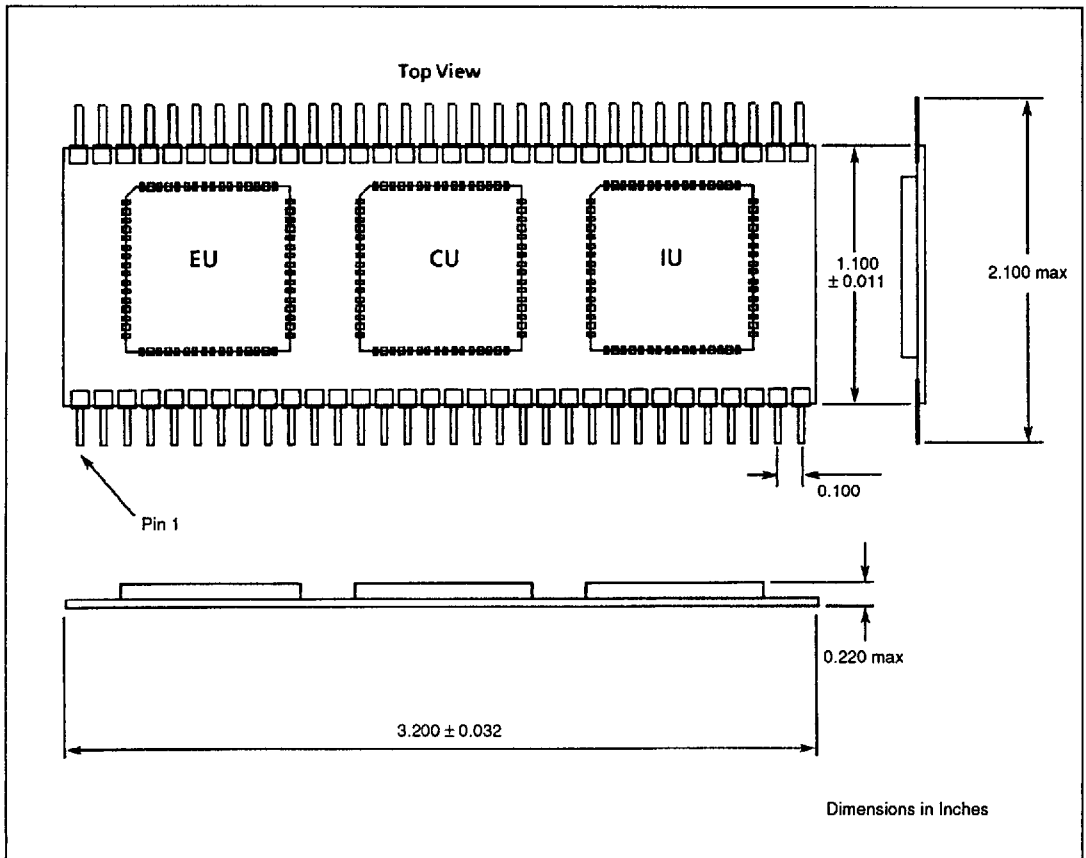 Top View
EU
CU
IU
1.100
± 0.011
2.100 max
0.100
Pin 1
0.220 max
3.200 ± 0.032
Dimensions in Inches